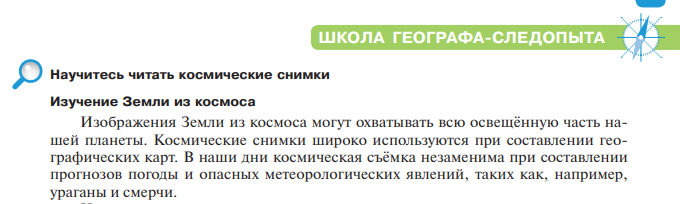 ШКОЛА ГЕОГРАФА-СЛЕДОПЫТА
Научитесь читать космические снимки
Изучение Земли из космоса
Изображения Земли из космоса могут охватывать всю освещённую часть на-
шей планеты. Космические снимки широко используются при составлении гео-
графических карт. В наши дни космическая съёмка незаменима при составлении
прогнозов погоды и опасных метеорологических явлений, таких как, например,
ураганы и смерчи.